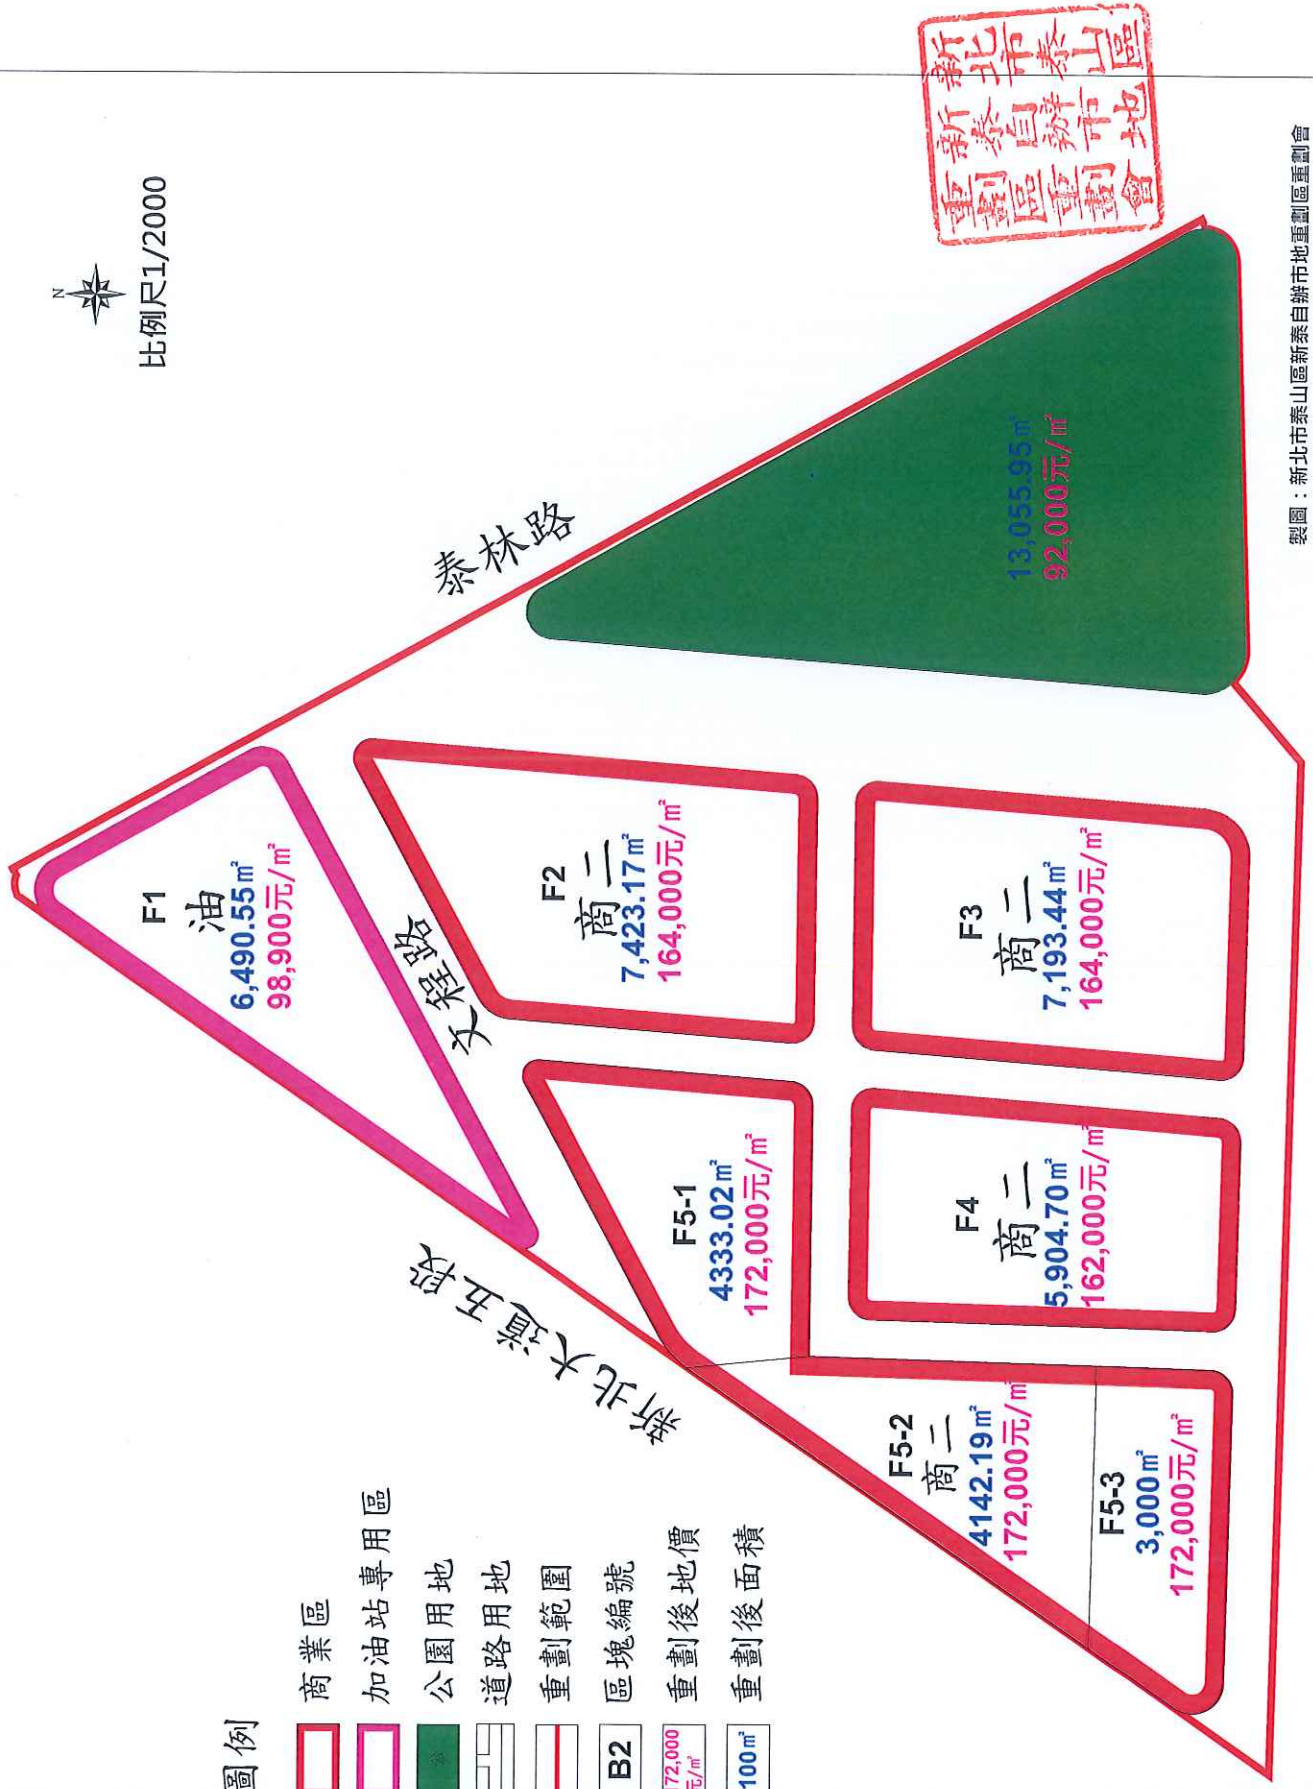 N
比例尺1/2000
新北市泰山區
新泰自辦市地
重劃區重劃會
泰林路
F1
油
6,490.55㎡
98,900元/㎡
文程路
F2
商二
7,423.17㎡
164,000元/㎡
F3
商二
7,193.44㎡
164,000元/㎡
13,055.95㎡
92,000元/㎡
新北大道五段
F5-1
4333.02㎡
172,000元/㎡
F4
商二
5,904.70㎡
162,000元/㎡
F5-2
商二
4142.19㎡
172,000元/㎡
F5-3
3,000㎡
172,000元/㎡
圖例
商業區
加油站專用區
公
公園用地
道路用地
重劃範圍
B2
區塊編號
72,000
元/㎡
重劃後地價
100㎡
重劃後面積
製圖：新北市泰山區新泰自辦市地重劃區重劃會